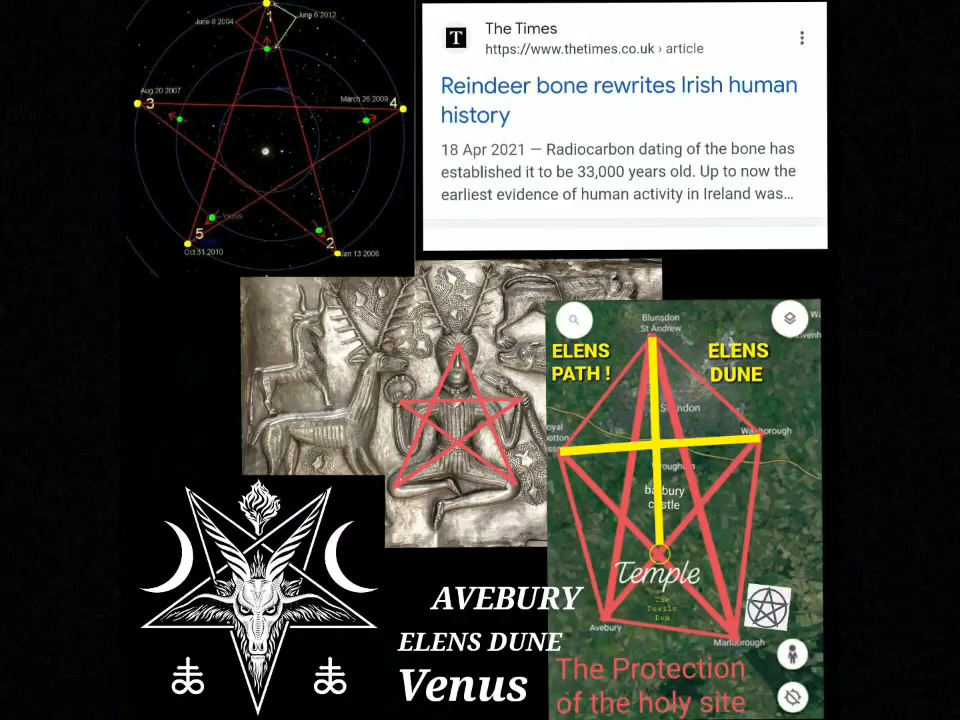 June 8 2004
1
June 6 2012
Aug 20 2007
3
March 26 2009
4
Venus
5
2
Oct 31 2010
Jan 13 2006
T
The Times
https://www.thetimes.co.uk › article
Reindeer bone rewrites Irish human
history
18 Apr 2021 — Radiocarbon dating of the bone has
established it to be 33,000 years old. Up to now the
earliest evidence of human activity in Ireland was...
Blunsdon
St Andrew
ELENS
PATH !
ELENS
DUNE
barbury
castle
Temple
The
Devils
Den
Avebury
Marlborough
The Protection
of the holy site
AVEBURY
ELENS DUNE
Venus